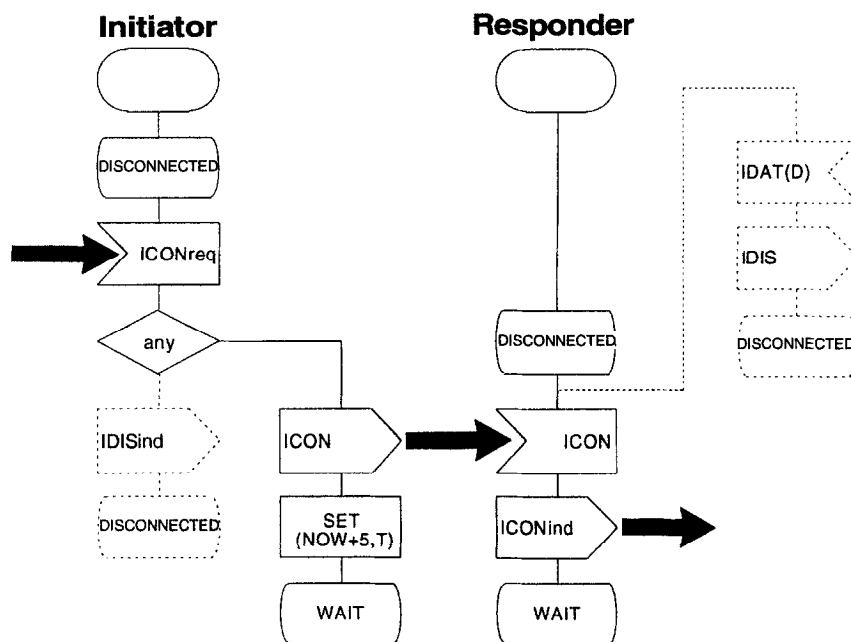 Initiator
Responder
DISCONNECTED
ICONreq
any
IDISind
DISCONNECTED
ICON
SET
(NOW+5,T)
WAIT
DISCONNECTED
ICON
ICONind
WAIT
IDAT(D)
IDIS
DISCONNECTED